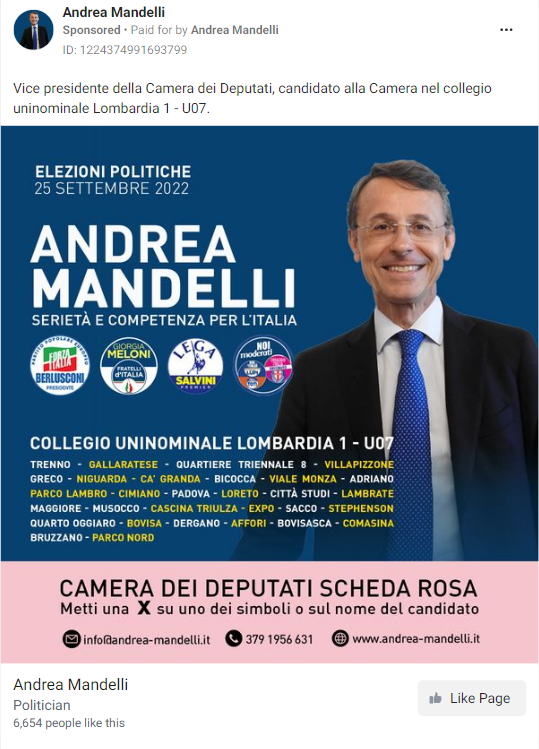 Andrea Mandelli
Sponsored • Paid for by Andrea Mandelli
ID: 1224374991693799
Vice presidente della Camera dei Deputati, candidato alla Camera nel collegio
uninominale Lombardia 1 - U07.
ELEZIONI POLITICHE
25 SETTEMBRE 2022
ANDREA
MANDELLI
SERIETÀ E COMPETENZA PER L'ITALIA
PARTITO POPOLARE EUROPEO
FORZA
ITALIA
BERLUSCONI
PRESIDENTE
GIORGIA
MELONI
FRATELLI
d'ITALIA
LEGA
SALVINI
PREMIER
NOI
moderati
COLLEGIO UNINOMINALE LOMBARDIA 1 - U07
TRENNO - GALLARATESE - QUARTIERE TRIENNALE 8 - VILLAPIZZONE
GRECO - NIGUARDA - CA' GRANDA - BICOCCA - VIALE MONZA - ADRIANO
PARCO LAMBRO - CIMIANO - PADOVA - LORETO - CITTÀ STUDI - LAMBRATE
MAGGIORE - MUSOCCO - CASCINA TRIULZA - EXPO - SACCO - STEPHENSON
QUARTO OGGIARO - BOVISA - DERGANO - AFFORI - BOVISASCA - COMASINA
BRUZZANO - PARCO NORD
CAMERA DEI DEPUTATI SCHEDA ROSA
Metti una X su uno dei simboli o sul nome del candidato
info@andrea-mandelli.it 379 1956 631 www.andrea-mandelli.it
Andrea Mandelli
Politician
6,654 people like this
Like Page